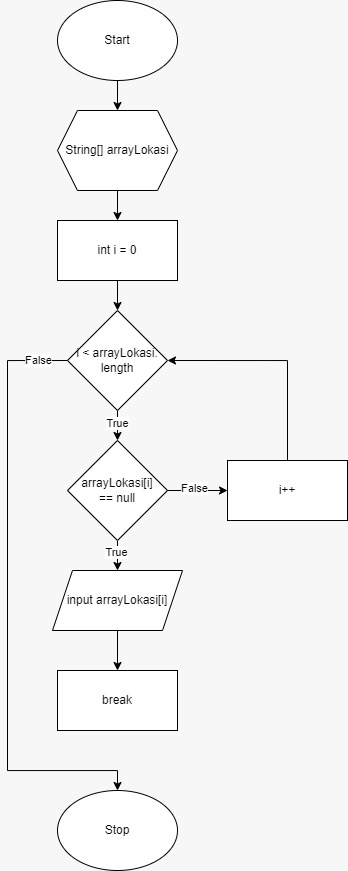 Start
String[] arrayLokasi
int i = 0
i < arrayLokasi.
length
False
True
arrayLokasi[i]
== null
False
i++
True
input arrayLokasi[i]
break
Stop